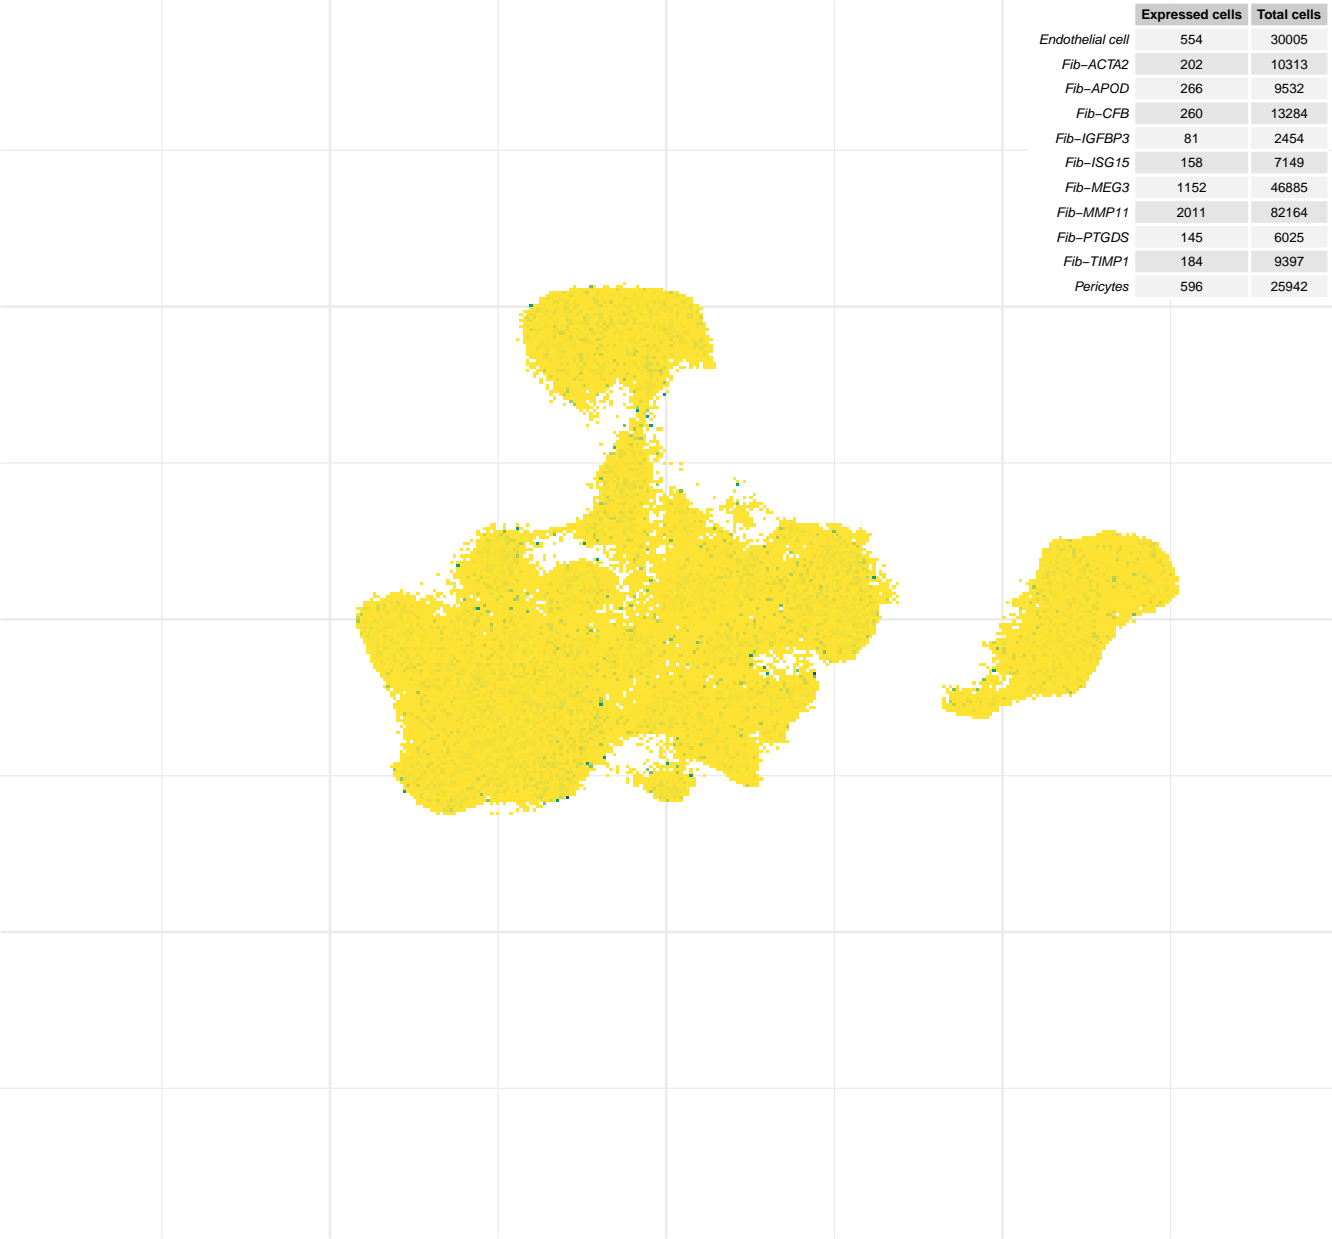 Expressed cells Total cells
Endothelial cell 554 30005
Fib−ACTA2 202 10313
Fib−APOD 266 9532
Fib−CFB 260 13284
Fib−IGFBP3 81 2454
Fib−ISG15 158 7149
Fib−MEG3 1152 46885
Fib−MMP11 2011 82164
Fib−PTGDS 145 6025
Fib−TIMP1 184 9397
Pericytes 596 25942